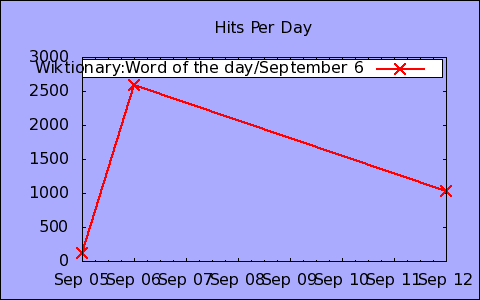 Hits Per Day
3000
Wiktionary:Word of the day/September 6
2500
2000
1500
1000
500
0
Sep 05 Sep 06 Sep 07 Sep 08 Sep 09 Sep 10 Sep 11 Sep 12